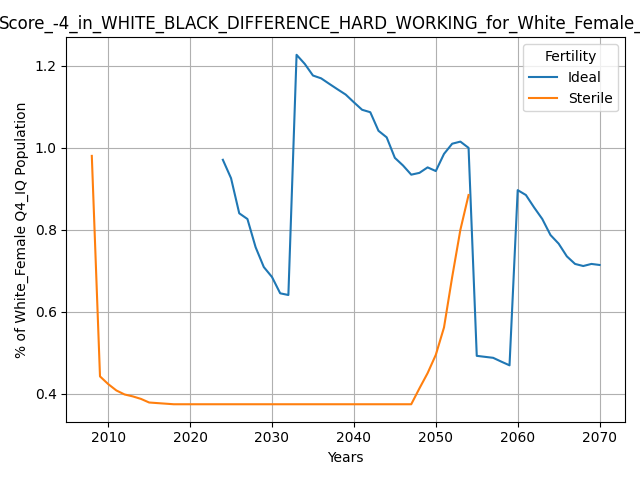 Score_-4_in_WHITE_BLACK_DIFFERENCE_HARD_WORKING_for_White_Female_
Fertility
Ideal
Sterile
% of White_Female Q4_IQ Population
1.2
1.0
0.8
0.6
0.4
2010 2020 2030 2040 2050 2060 2070
Years